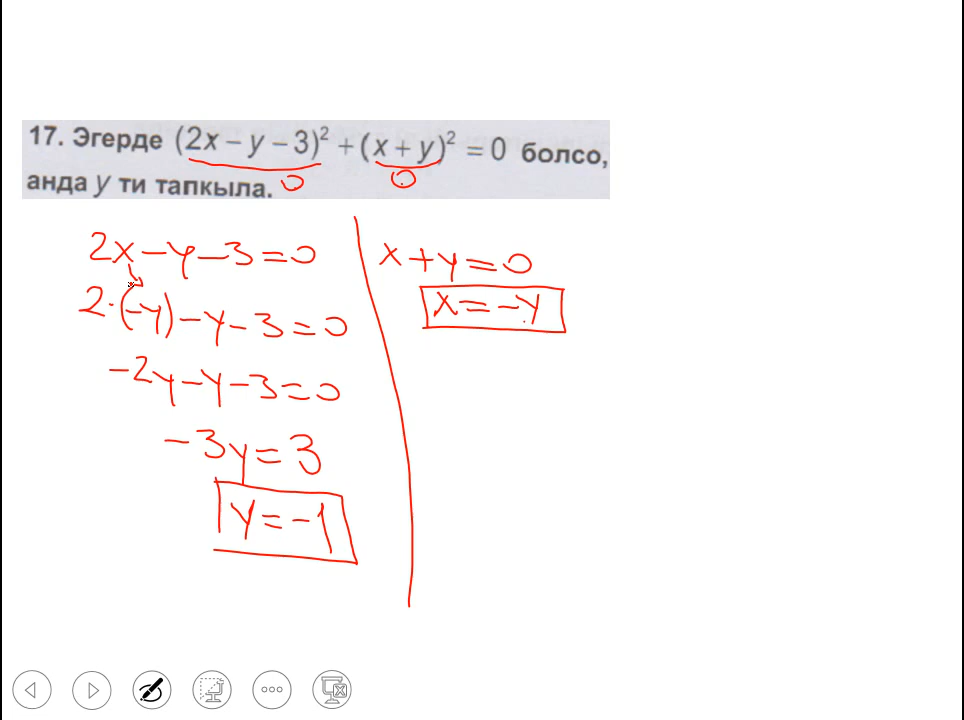 17. Эгерде (2x – y – 3)² + (x + y)² = 0 болсо,
анда y ти тапкыла.
0
0
2x – y – 3 = 0
2·(–y) – y – 3 = 0
–2y – y – 3 = 0
–3y = 3
y = –1
x + y = 0
x = –y